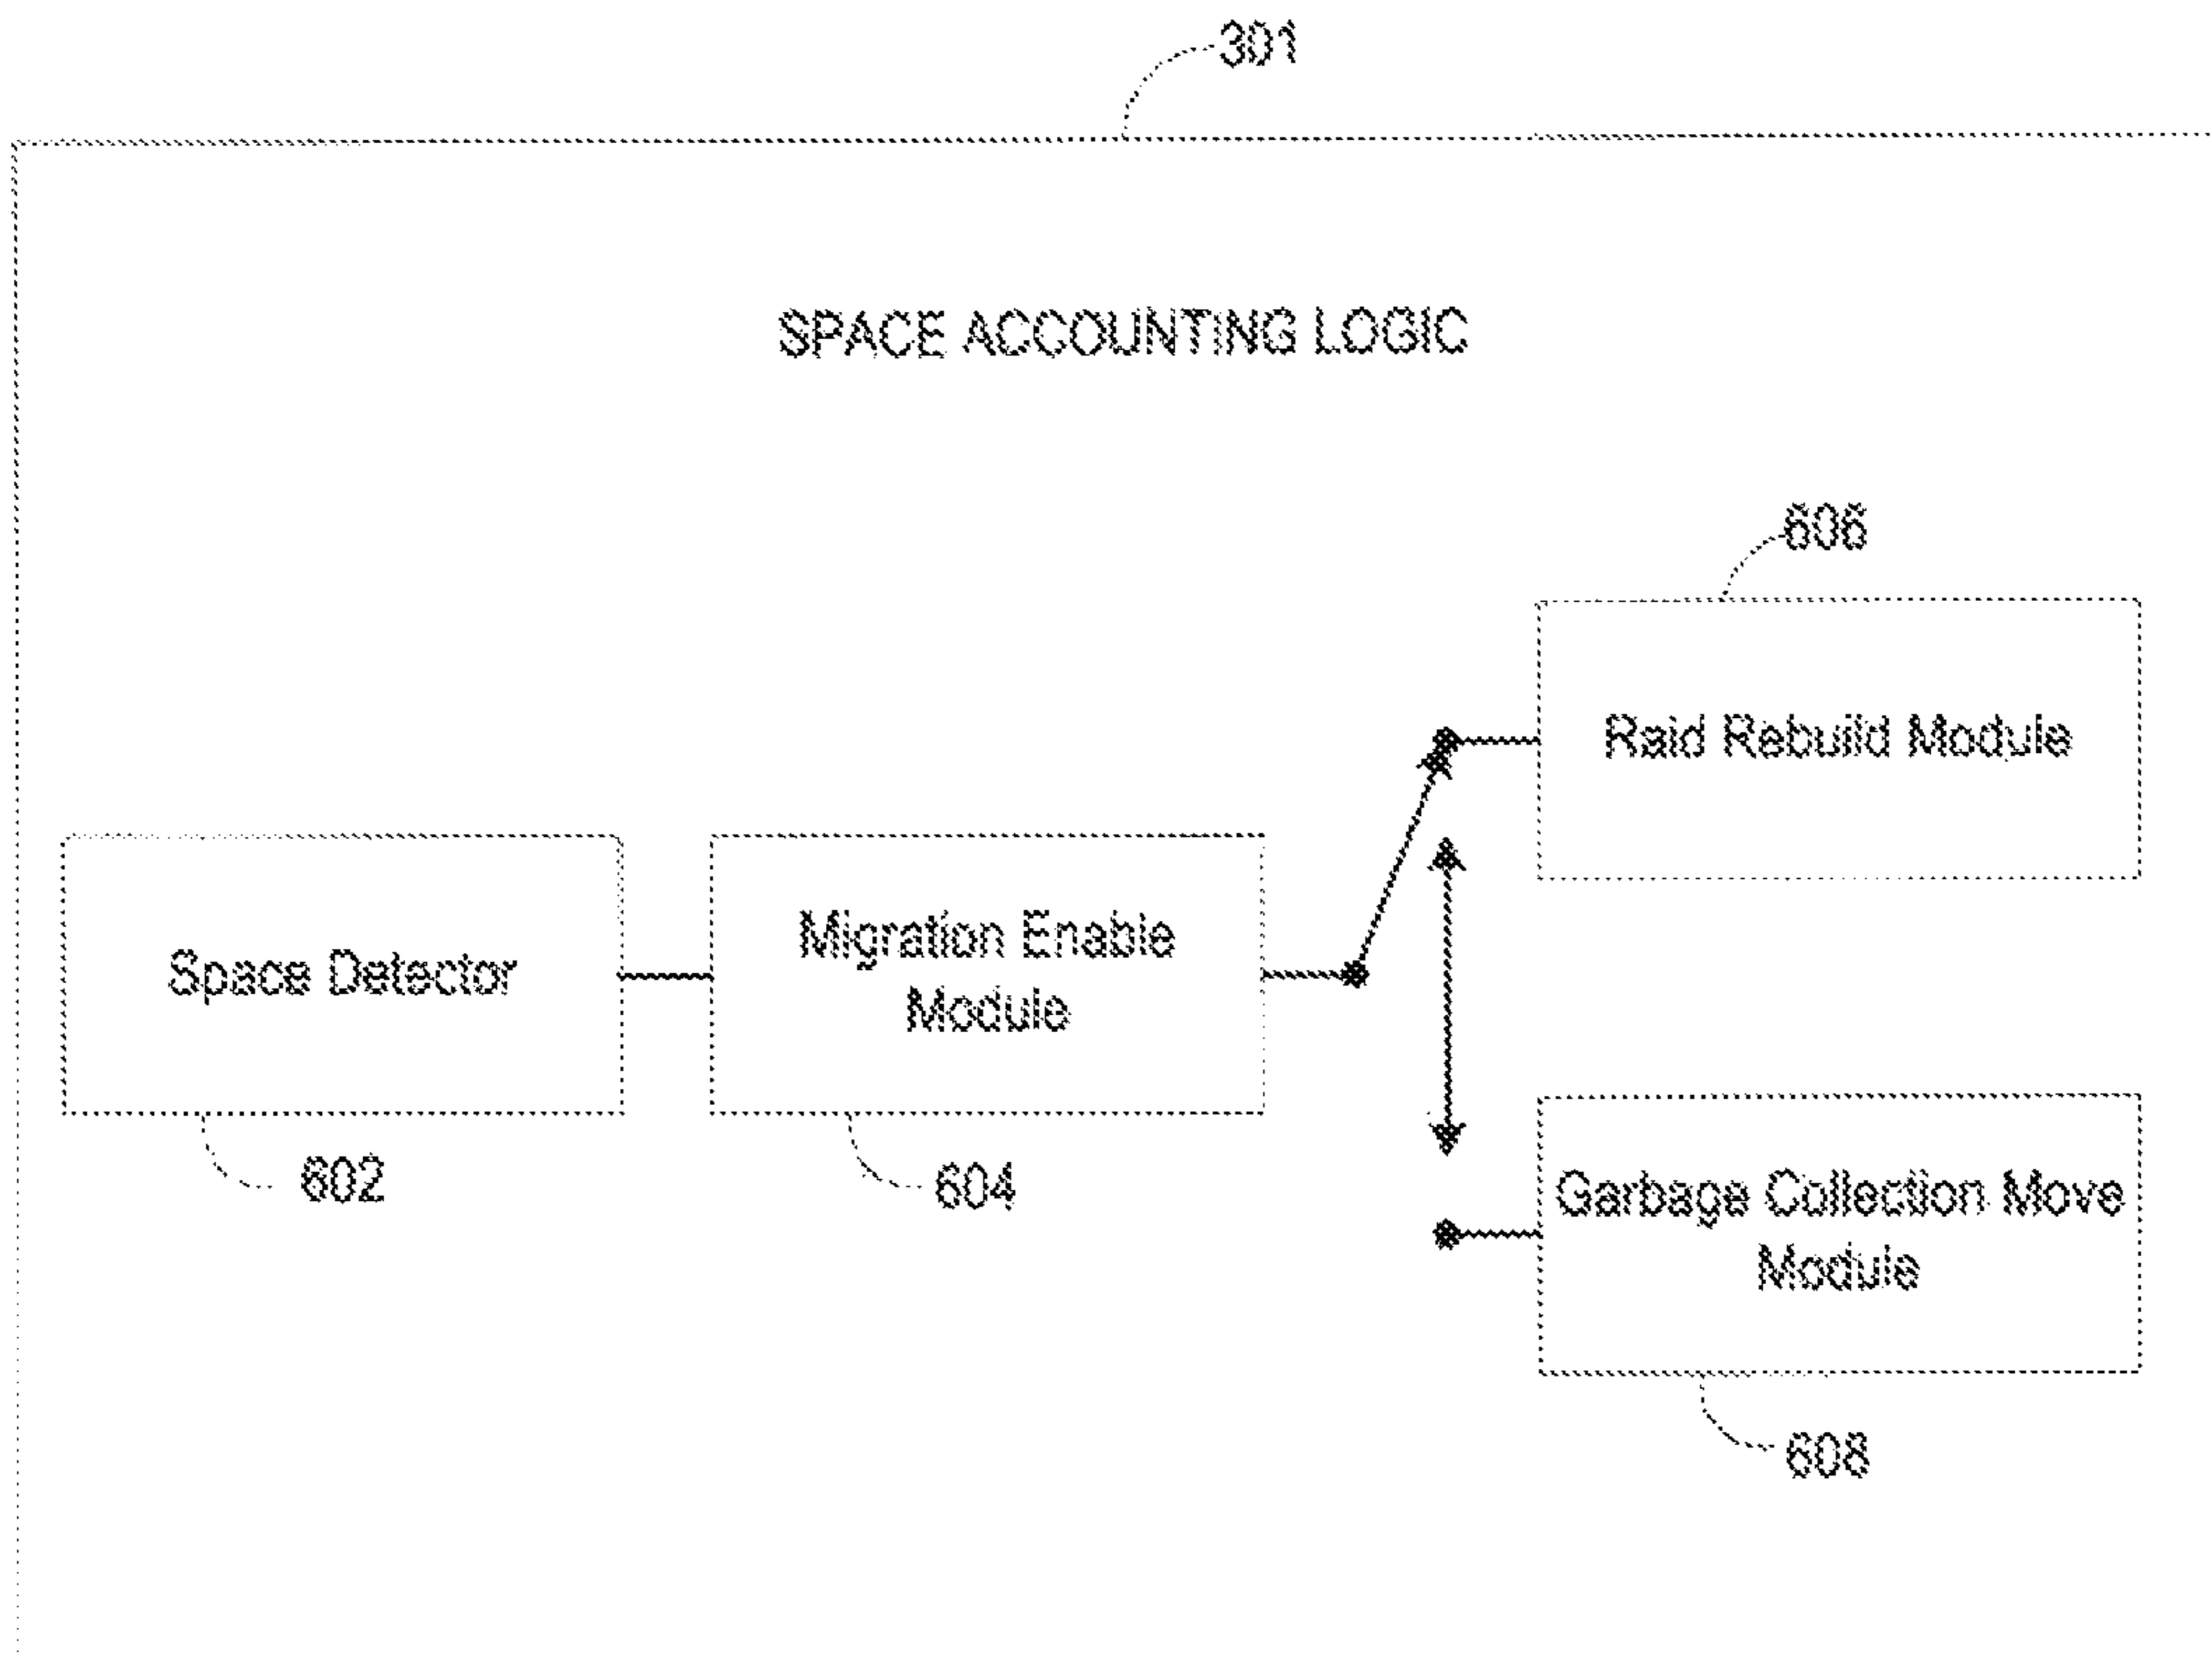 301
SPACE ACCOUNTING LOGIC
606
Raid Rebuild Module
Space Detector
Migration Enable
Module
602
604
Garbage Collection Move
Module
608